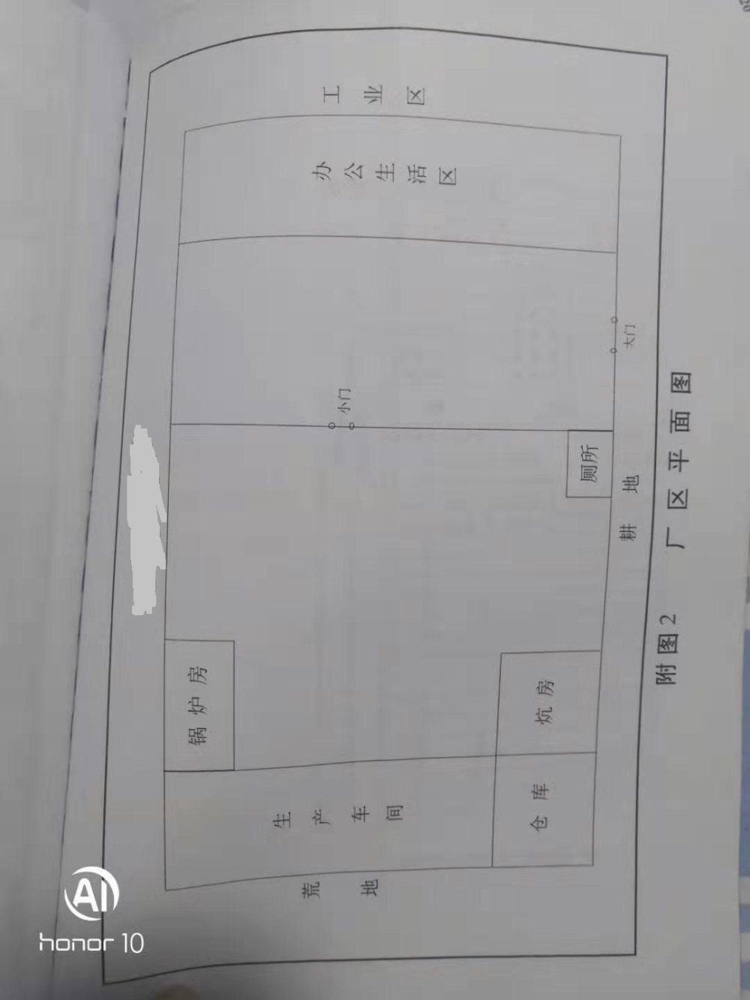 工业区
办公生活区
小门
大门
厕所
耕地
锅炉房
炕房
生产车间
仓库
荒地
附图2 厂区平面图
AI
honor 10